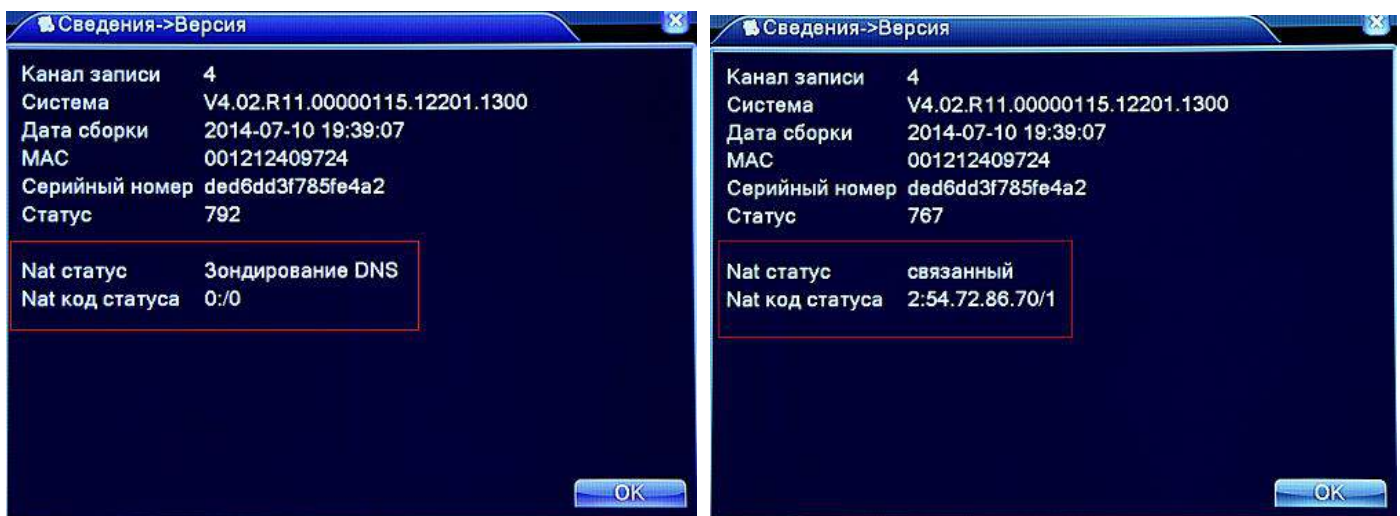 Сведения->Версия
Канал записи 4
Система V4.02.R11.00000115.12201.1300
Дата сборки 2014-07-10 19:39:07
MAC 001212409724
Серийный номер ded6dd3f785fe4a2
Статус 792
Nat статус Зондирование DNS
Nat код статуса 0:/0
OK
Сведения->Версия
Канал записи 4
Система V4.02.R11.00000115.12201.1300
Дата сборки 2014-07-10 19:39:07
MAC 001212409724
Серийный номер ded6dd3f785fe4a2
Статус 767
Nat статус связанный
Nat код статуса 2:54.72.86.70/1
OK